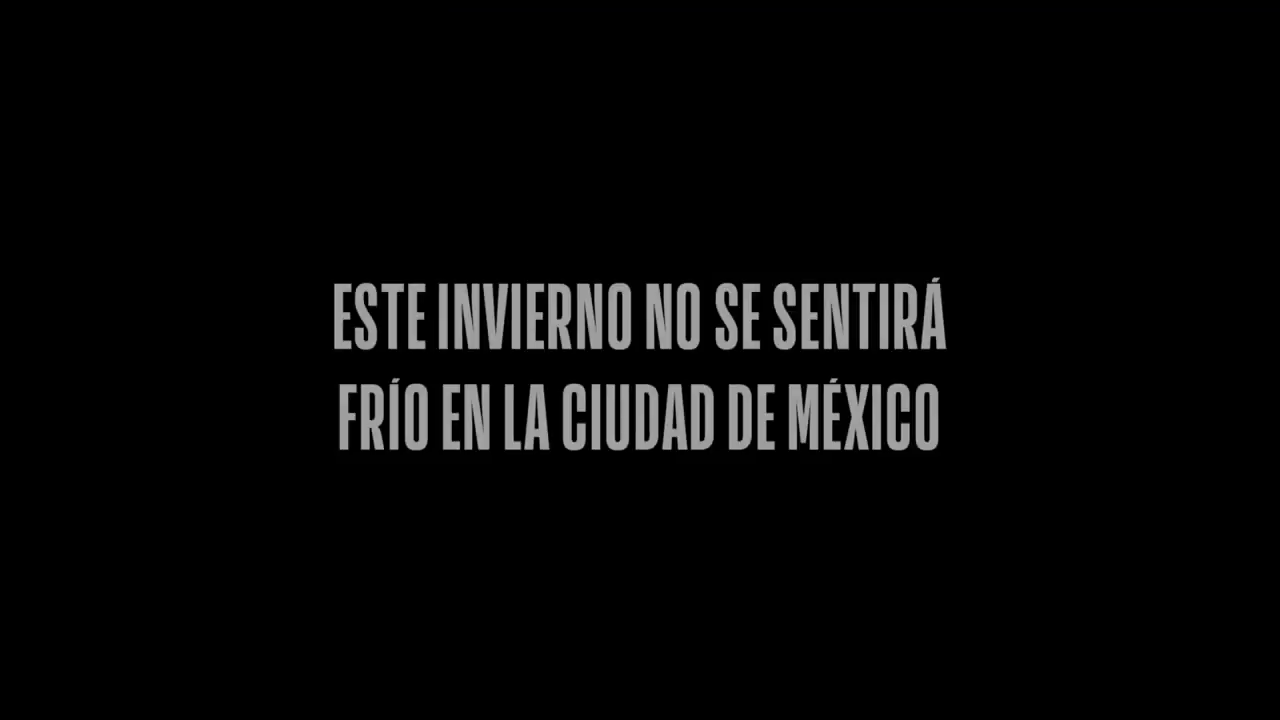 ESTE INVIERNO NO SE SENTIRÁ
FRÍO EN LA CIUDAD DE MÉXICO